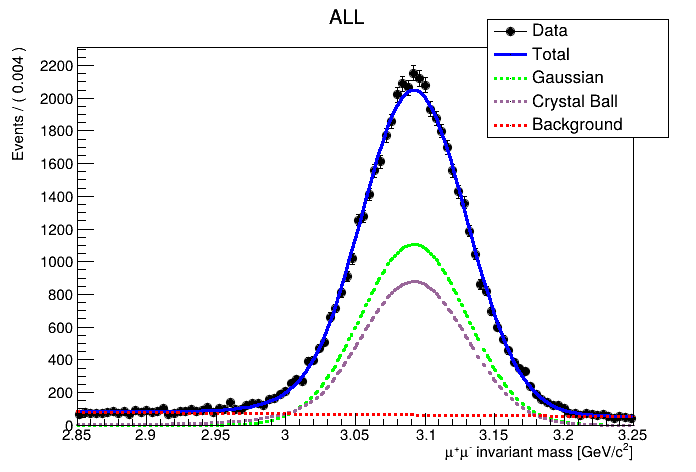 ALL
Data
Total
Gaussian
Crystal Ball
Background
Events / ( 0.004 )
2200
2000
1800
1600
1400
1200
1000
800
600
400
200
0
2.85 2.9 2.95 3 3.05 3.1 3.15 3.2 3.25
μ⁺μ⁻ invariant mass [GeV/c²]